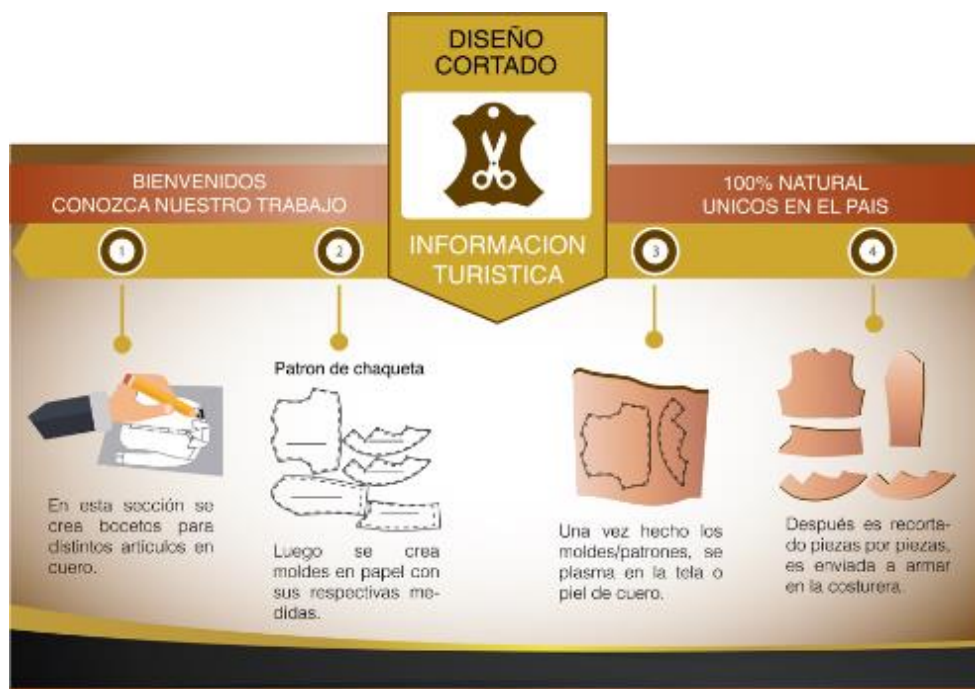 DISEÑO
CORTADO
BIENVENIDOS
CONOZCA NUESTRO TRABAJO
100% NATURAL
UNICOS EN EL PAIS
INFORMACION
TURISTICA
1
2
3
4
En esta sección se
crea bocetos para
distintos artículos en
cuero.
Patron de chaqueta
Luego se crea
moldes en papel con
sus respectivas me-
didas.
Una vez hecho los
moldes/patrones, se
plasma en la tela o
piel de cuero.
Después es recorta-
do piezas por piezas,
es enviada a armar
en la costurera.